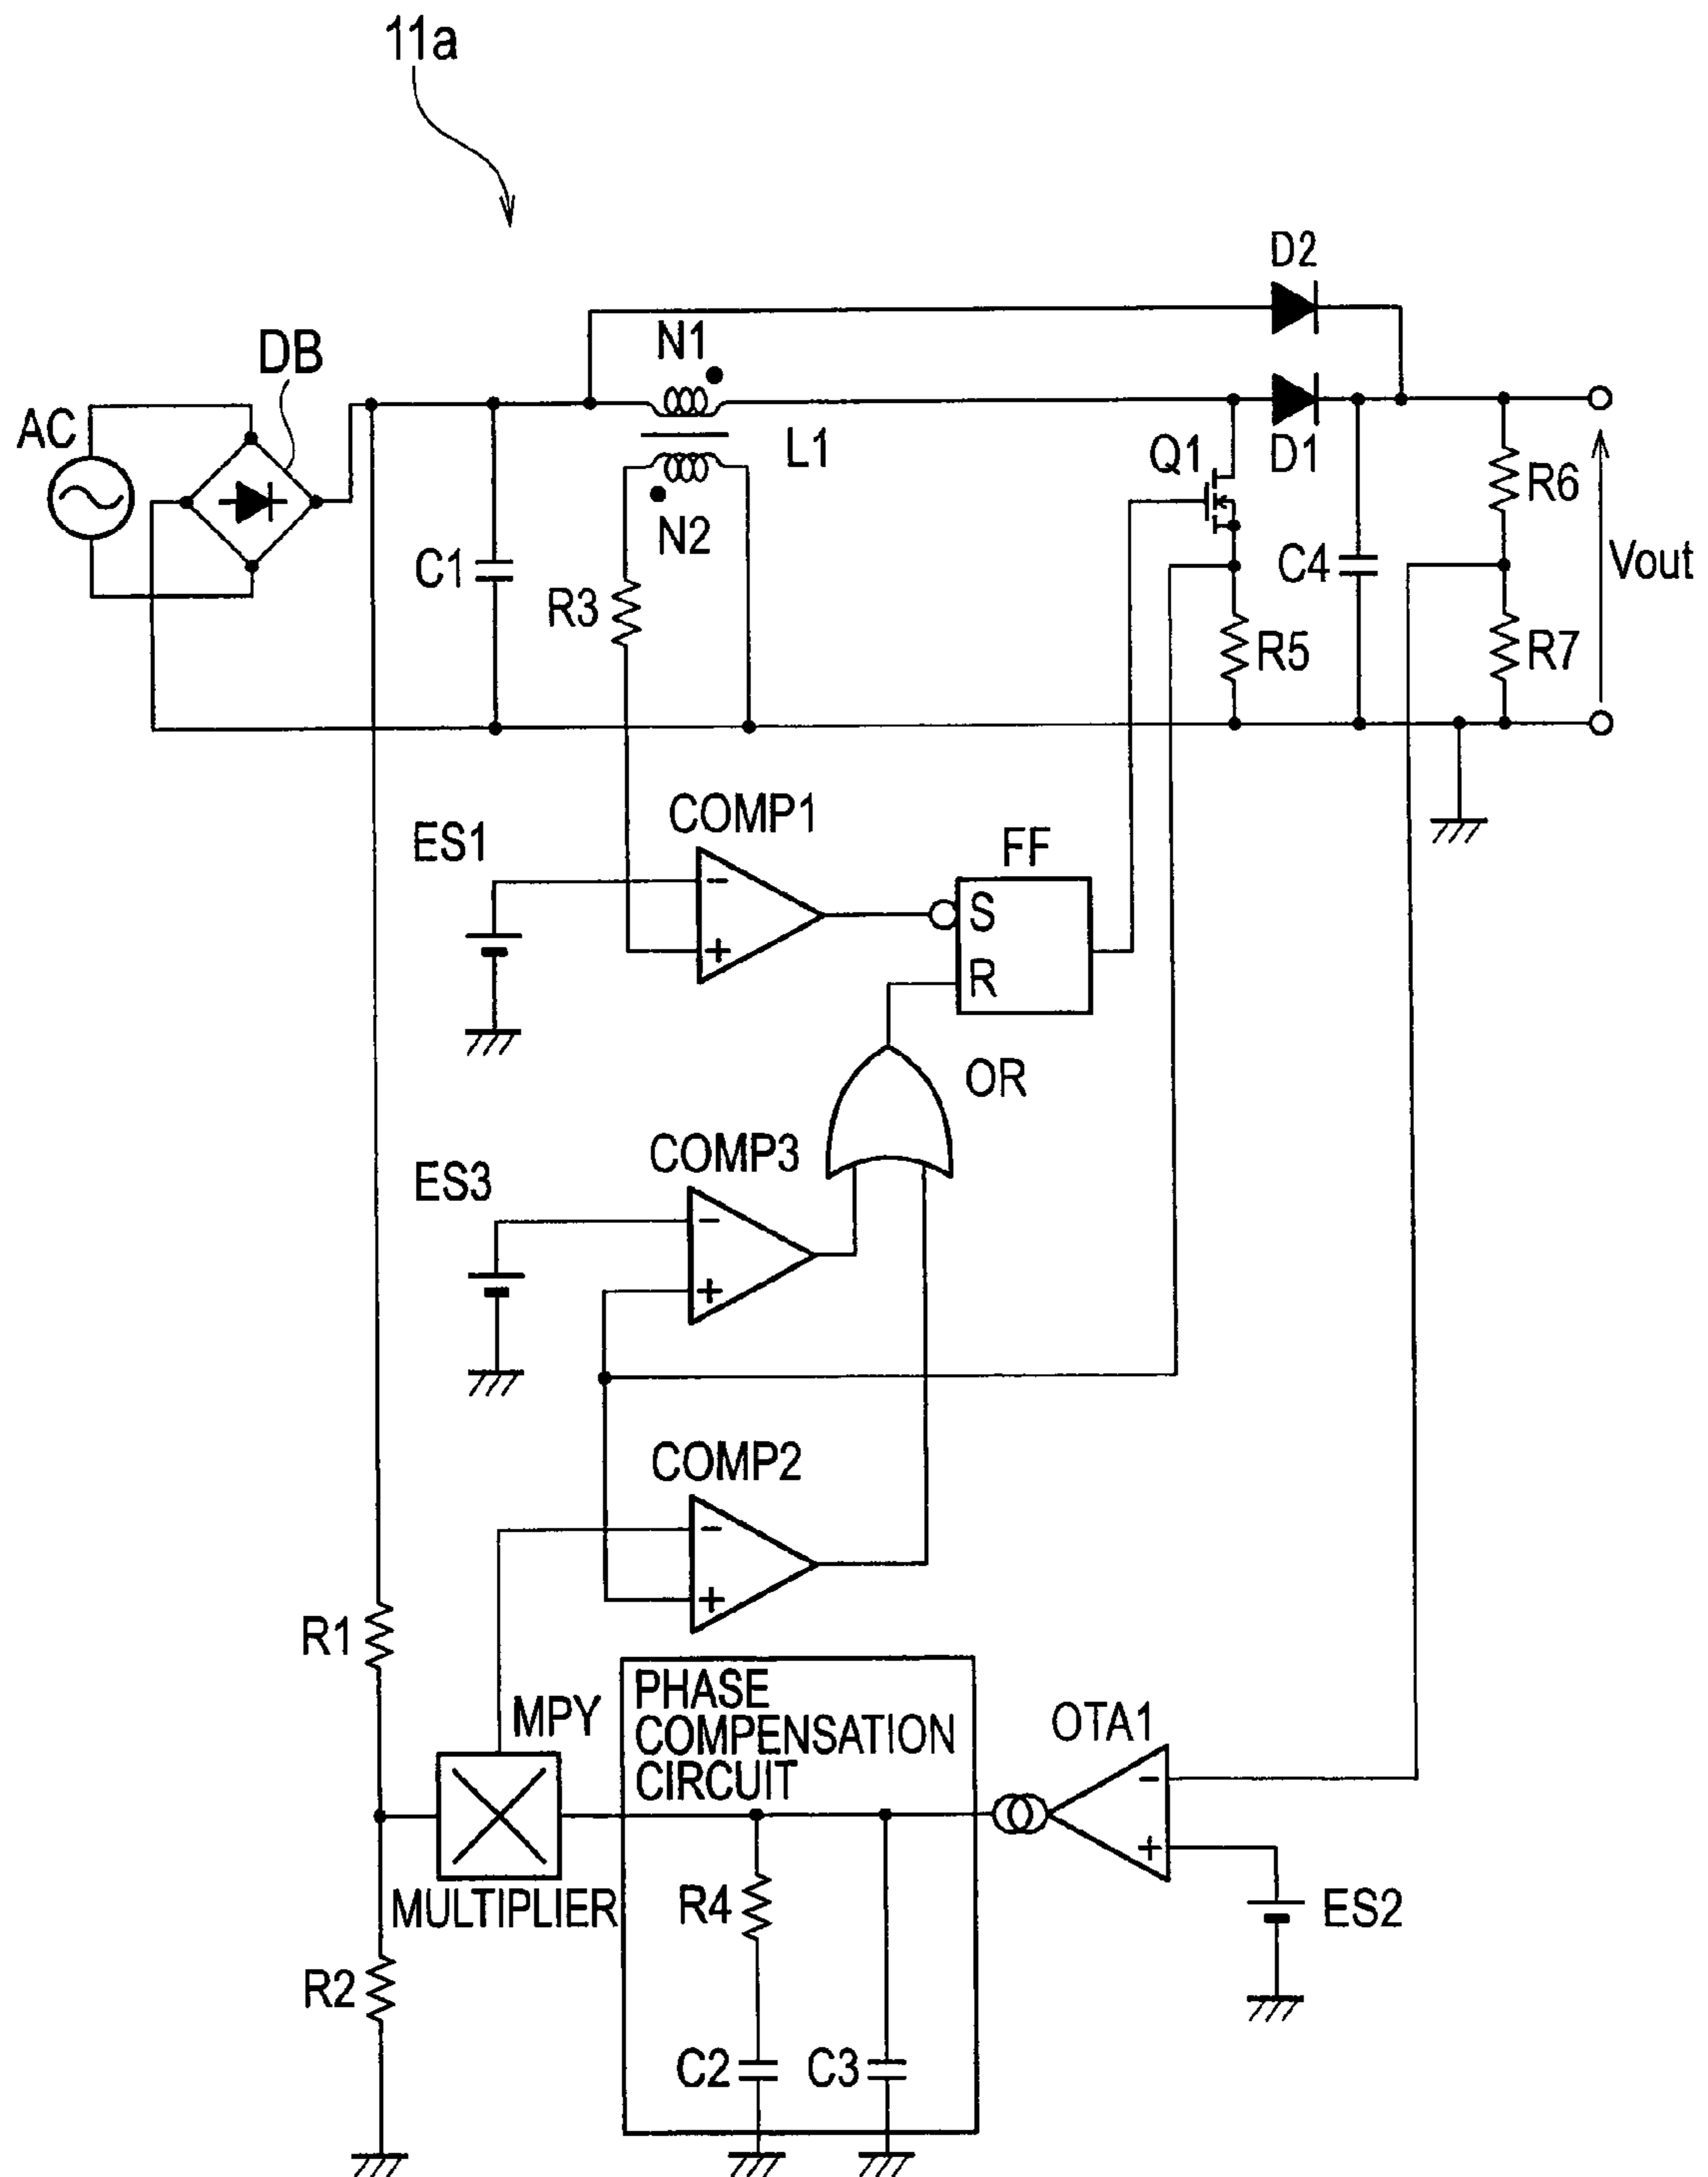 11a
D2
N1
DB
AC
L1
Q1
D1
R6
N2
C1
C4
Vout
R3
R5
R7
COMP1
ES1
FF
-
S
+
R
OR
COMP3
ES3
-
+
COMP2
-
+
R1
PHASE
COMPENSATION
CIRCUIT
MPY
OTA1
-
+
MULTIPLIER
R4
ES2
R2
C2
C3